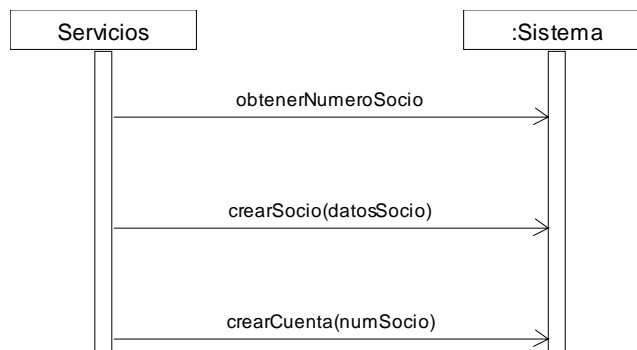 Servicios
:Sistema
obtenerNumeroSocio
crearSocio(datosSocio)
crearCuenta(numSocio)